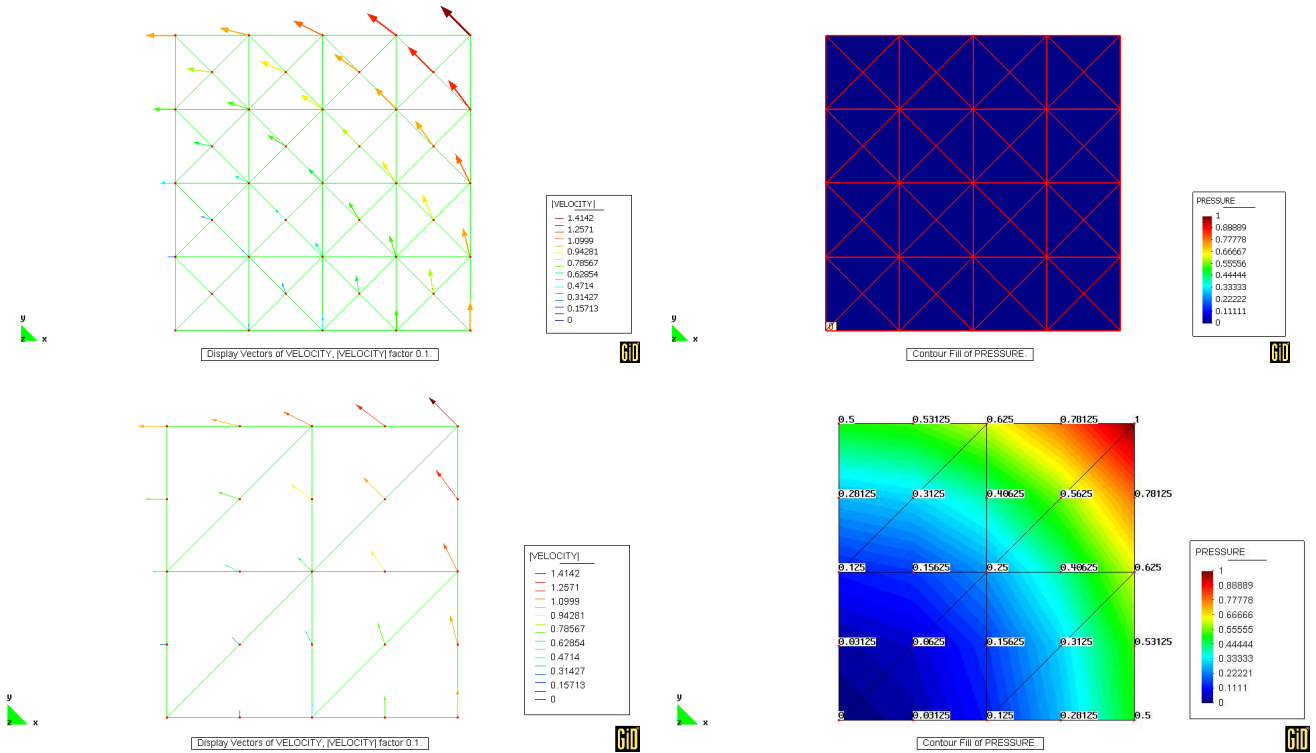 |VELOCITY|
1.4142
1.2571
1.0999
0.94281
0.78567
0.62854
0.4714
0.31427
0.15713
0
y
z x
Display Vectors of VELOCITY, |VELOCITY| factor 0.1.
GiD
PRESSURE
1
0.88889
0.77778
0.66667
0.55556
0.44444
0.33333
0.22222
0.11111
0
y
z x
Contour Fill of PRESSURE.
GiD
|VELOCITY|
1.4142
1.2571
1.0999
0.94281
0.78567
0.62854
0.4714
0.31427
0.15713
0
y
z x
Display Vectors of VELOCITY, |VELOCITY| factor 0.1.
GiD
0.5 0.53125 0.625 0.78125 1
0.28125 0.3125 0.40625 0.5625 0.78125
0.125 0.15625 0.25 0.40625 0.625
0.03125 0.0625 0.15625 0.3125 0.53125
0 0.03125 0.125 0.28125 0.5
PRESSURE
1
0.88889
0.77778
0.66666
0.55555
0.44444
0.33333
0.22221
0.1111
0
y
z x
Contour Fill of PRESSURE.
GiD